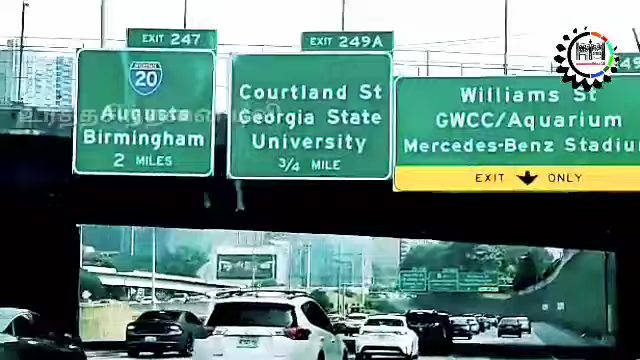 EXIT 247
20
Augusta
Birmingham
2 MILES
EXIT 249A
Courtland St
Georgia State
University
3/4 MILE
Williams St
GWCC/Aquarium
Mercedes-Benz Stadiu
EXIT ONLY